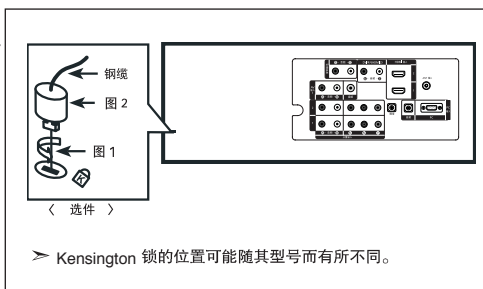 钢缆
图 2
图 1
〈 选件 〉
➣ Kensington 锁的位置可能随其型号而有所不同。